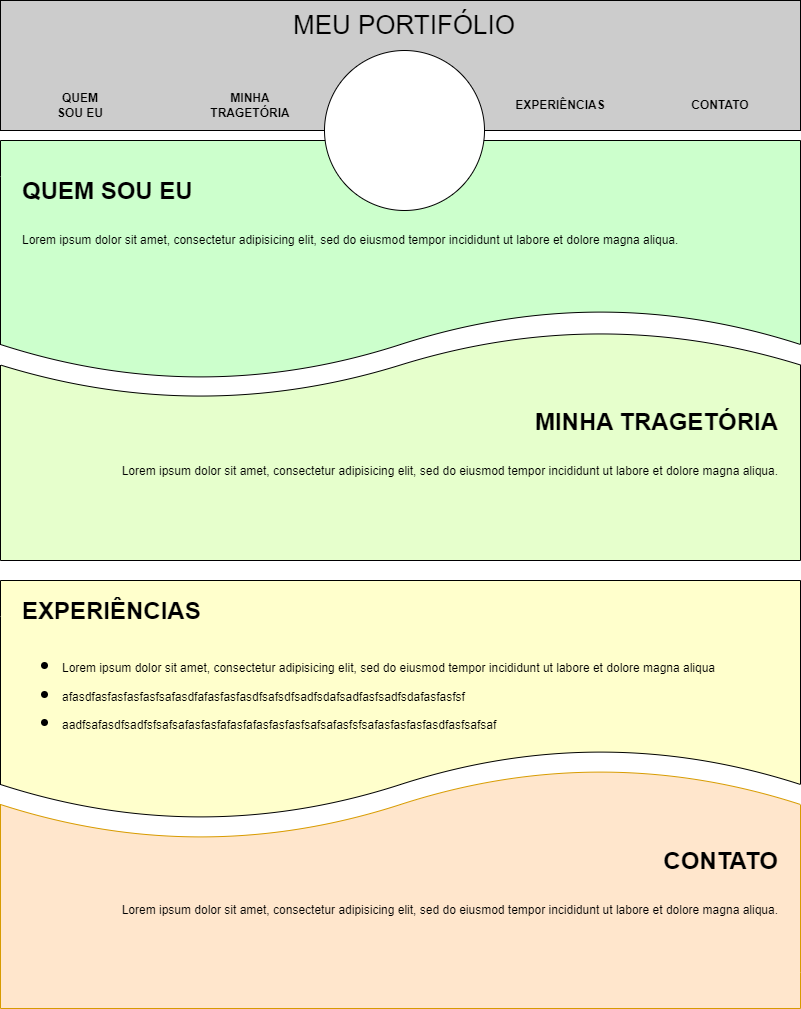 MEU PORTIFÓLIO
QUEM
SOU EU
MINHA
TRAGETÓRIA
EXPERIÊNCIAS
CONTATO
QUEM SOU EU
Lorem ipsum dolor sit amet, consectetur adipisicing elit, sed do eiusmod tempor incididunt ut labore et dolore magna aliqua.
MINHA TRAGETÓRIA
Lorem ipsum dolor sit amet, consectetur adipisicing elit, sed do eiusmod tempor incididunt ut labore et dolore magna aliqua.
EXPERIÊNCIAS
Lorem ipsum dolor sit amet, consectetur adipisicing elit, sed do eiusmod tempor incididunt ut labore et dolore magna aliqua
afasdfasfasfasfasfsafasdfafasfasfasdfsafsdfsadfsdafsadfasfsadfsdafasfasfsf
aadfsafasdfsadfsfsafsafasfasfafasfafasfasfasfasfsafsafasfsfsafasfasfasfasdfasfsafsaf
CONTATO
Lorem ipsum dolor sit amet, consectetur adipisicing elit, sed do eiusmod tempor incididunt ut labore et dolore magna aliqua.